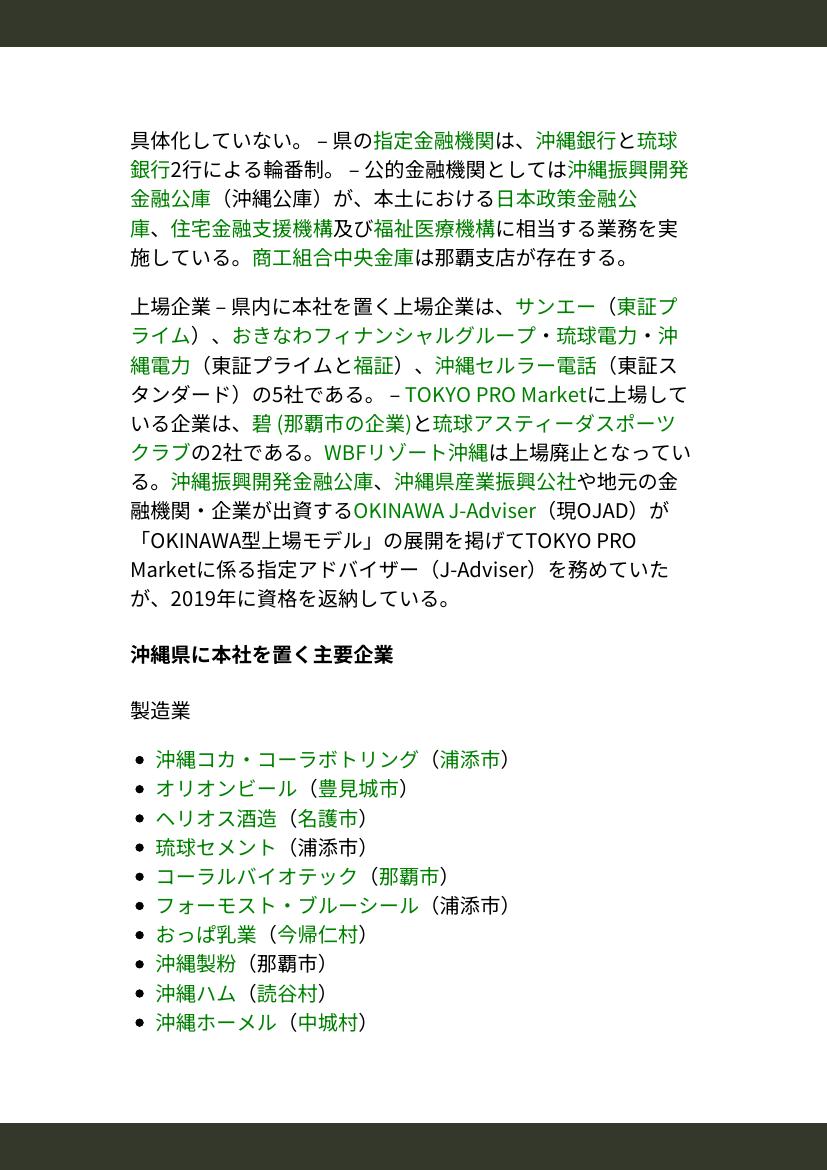 具体化していない。 – 県の指定金融機関は、沖縄銀行と琉球
銀行2行による輪番制。 – 公的金融機関としては沖縄振興開発
金融公庫（沖縄公庫）が、本土における日本政策金融公
庫、住宅金融支援機構及び福祉医療機構に相当する業務を実
施している。商工組合中央金庫は那覇支店が存在する。
上場企業 – 県内に本社を置く上場企業は、サンエー（東証プ
ライム）、おきなわフィナンシャルグループ・琉球電力・沖
縄電力（東証プライムと福証）、沖縄セルラー電話（東証ス
タンダード）の5社である。 – TOKYO PRO Marketに上場して
いる企業は、碧 (那覇市の企業)と琉球アスティーダスポーツ
クラブの2社である。WBFリゾート沖縄は上場廃止となってい
る。沖縄振興開発金融公庫、沖縄県産業振興公社や地元の金
融機関・企業が出資するOKINAWA J-Adviser（現OJAD）が
「OKINAWA型上場モデル」の展開を掲げてTOKYO PRO
Marketに係る指定アドバイザー（J-Adviser）を務めていた
が、2019年に資格を返納している。
沖縄県に本社を置く主要企業
製造業
• 沖縄コカ・コーラボトリング（浦添市）
• オリオンビール（豊見城市）
• ヘリオス酒造（名護市）
• 琉球セメント（浦添市）
• コーラルバイオテック（那覇市）
• フォーモスト・ブルーシール（浦添市）
• おっぱ乳業（今帰仁村）
• 沖縄製粉（那覇市）
• 沖縄ハム（読谷村）
• 沖縄ホーメル（中城村）